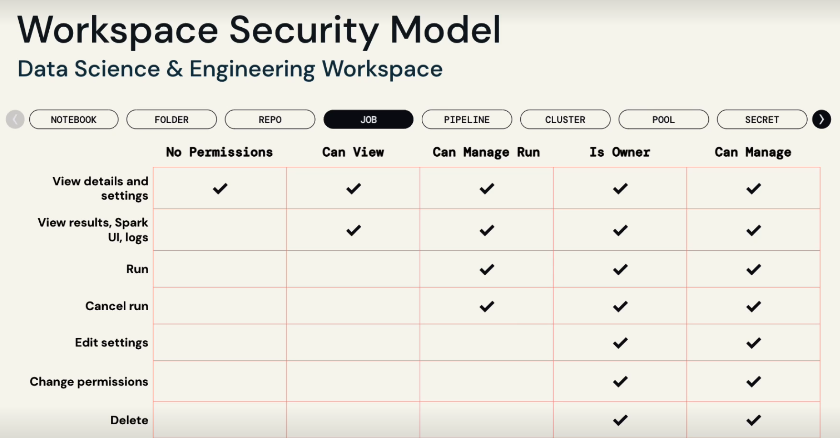 Workspace Security Model
Data Science & Engineering Workspace
NOTEBOOK FOLDER REPO JOB PIPELINE CLUSTER POOL SECRET
No Permissions Can View Can Manage Run Is Owner Can Manage
View details and
settings
View results, Spark
UI, logs
Run
Cancel run
Edit settings
Change permissions
Delete